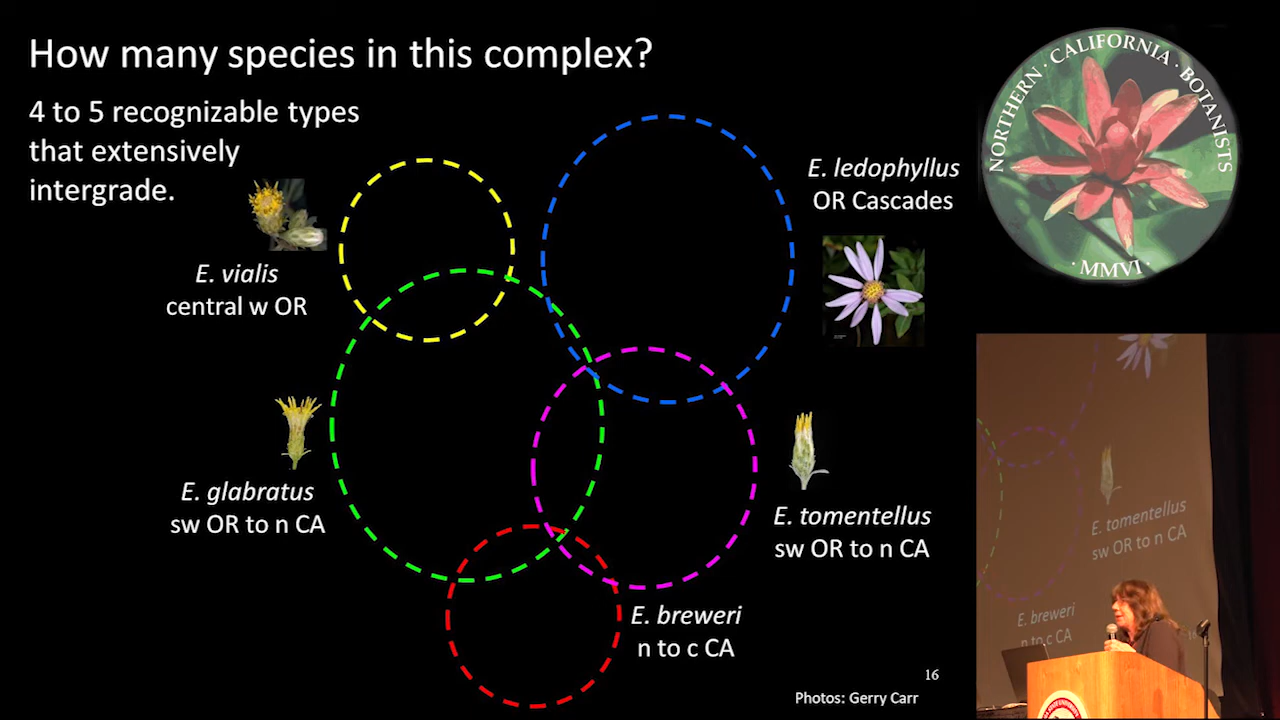 How many species in this complex?
4 to 5 recognizable types
that extensively
intergrade.
E. vialis
central w OR
E. ledophyllus
OR Cascades
E. glabratus
sw OR to n CA
E. tomentellus
sw OR to n CA
E. breweri
n to c CA
16
Photos: Gerry Carr
NORTHERN · CALIFORNIA · BOTANISTS
· MMVI ·
E. tomentellus
sw OR to n CA
E. breweri
n to c CA
16